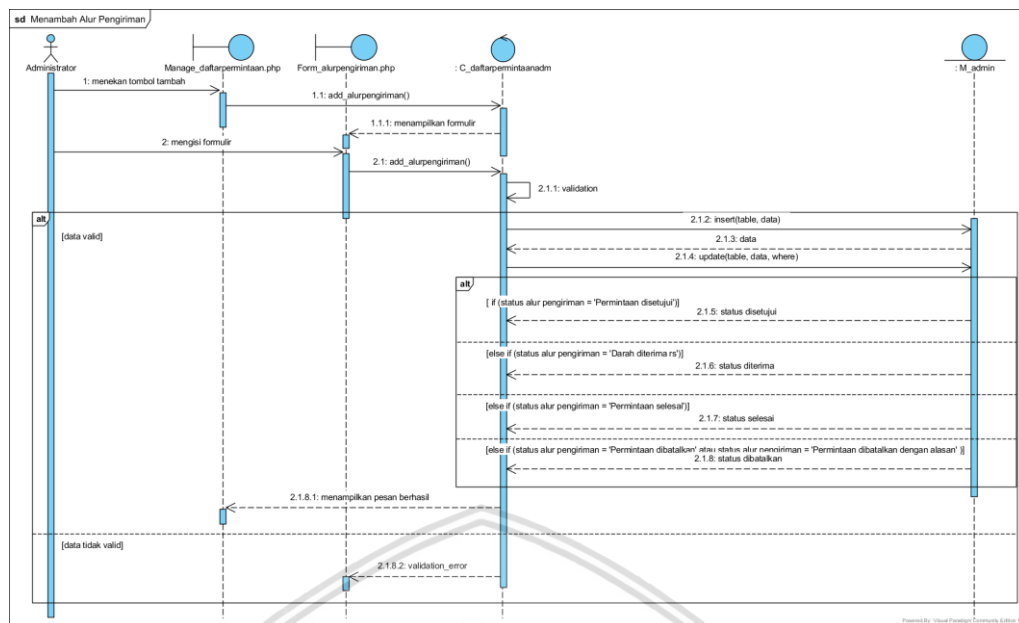 sd Menambah Alur Pengiriman
Administrator
Manage_daftarpermintaan.php
Form_alurpengiriman.php
: C_daftarpermintaanadm
: M_admin
1: menekan tombol tambah
1.1: add_alurpengiriman()
1.1.1: menampilkan formulir
2: mengisi formulir
2.1: add_alurpengiriman()
2.1.1: validation
alt
[data valid]
2.1.2: insert(table, data)
2.1.3: data
2.1.4: update(table, data, where)
alt
[ if (status alur pengiriman = 'Permintaan disetujui')]
2.1.5: status disetujui
[else if (status alur pengiriman = 'Darah diterima rs')]
2.1.6: status diterima
[else if (status alur pengiriman = 'Permintaan selesai')]
2.1.7: status selesai
[else if (status alur pengiriman = 'Permintaan dibatalkan' atau status alur pengiriman = 'Permintaan dibatalkan dengan alasan' )]
2.1.8: status dibatalkan
2.1.8.1: menampilkan pesan berhasil
[data tidak valid]
2.1.8.2: validation_error
Powered By: Visual Paradigm Community Edition